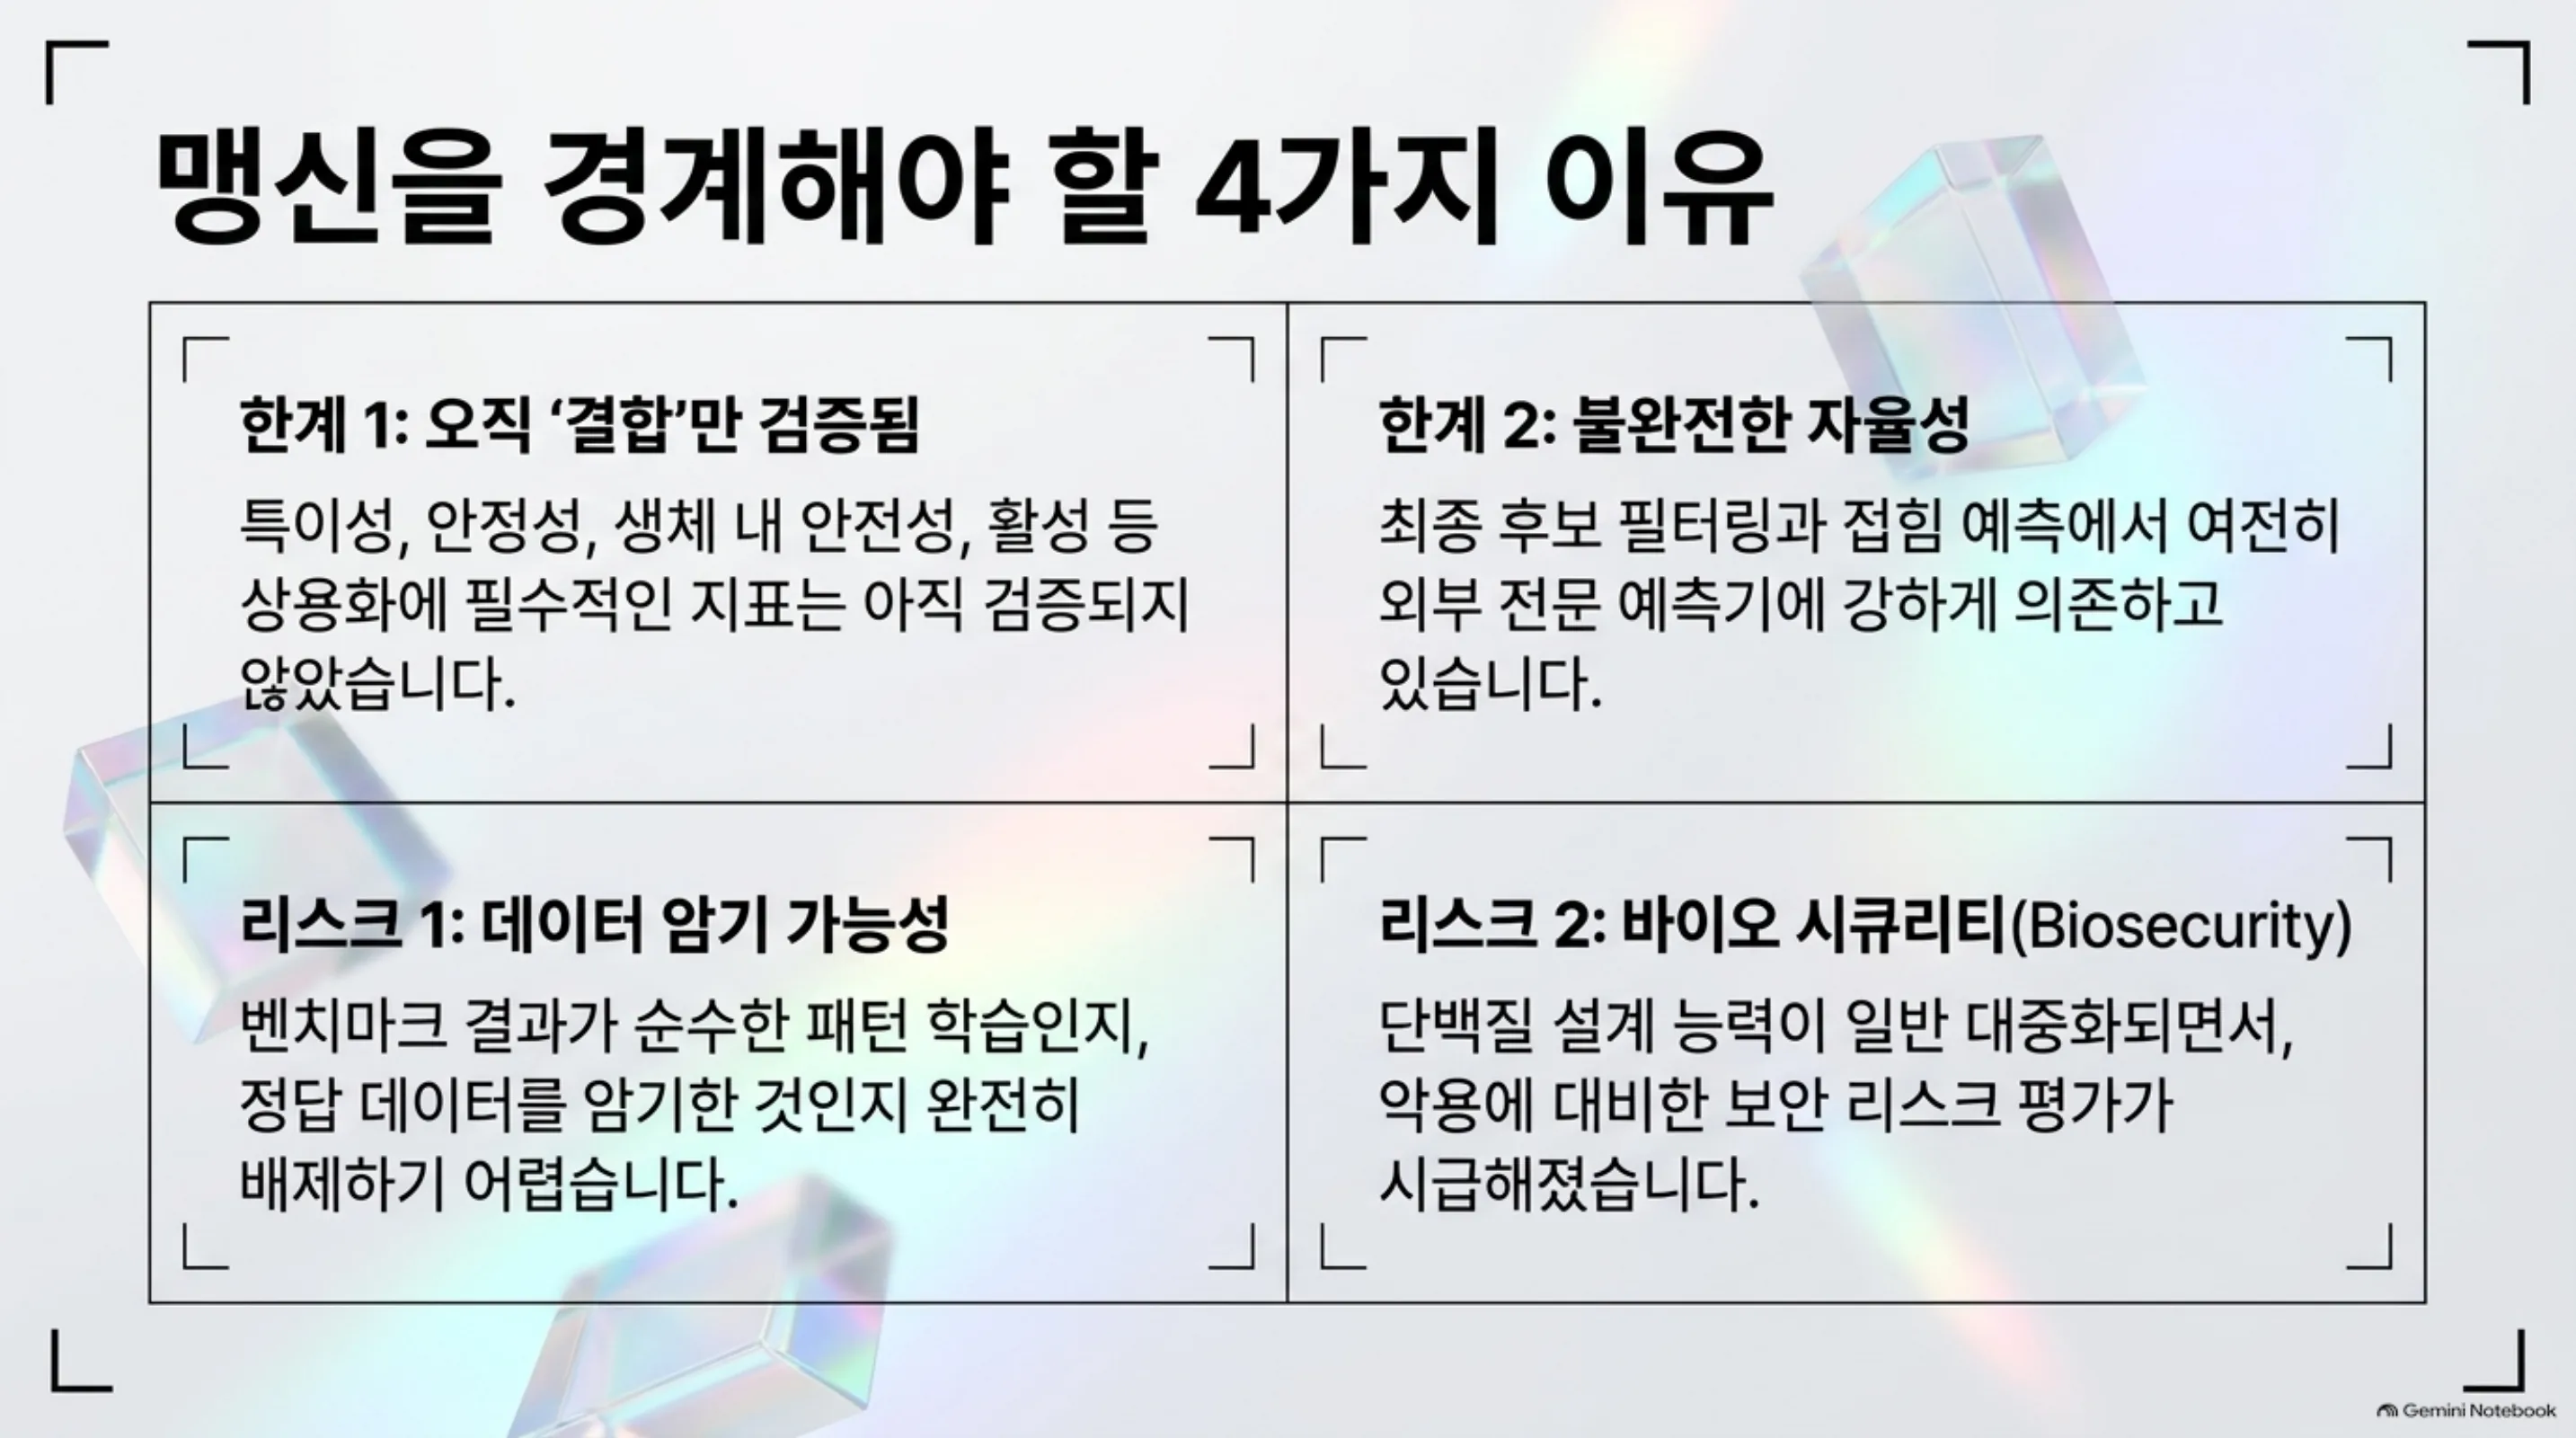 맹신을 경계해야 할 4가지 이유
한계 1: 오직 ‘결합’만 검증됨
특이성, 안정성, 생체 내 안전성, 활성 등
상용화에 필수적인 지표는 아직 검증되지
않았습니다.
한계 2: 불완전한 자율성
최종 후보 필터링과 접힘 예측에서 여전히
외부 전문 예측기에 강하게 의존하고
있습니다.
리스크 1: 데이터 암기 가능성
벤치마크 결과가 순수한 패턴 학습인지,
정답 데이터를 암기한 것인지 완전히
배제하기 어렵습니다.
리스크 2: 바이오 시큐리티(Biosecurity)
단백질 설계 능력이 일반 대중화되면서,
악용에 대비한 보안 리스크 평가가
시급해졌습니다.
Gemini Notebook